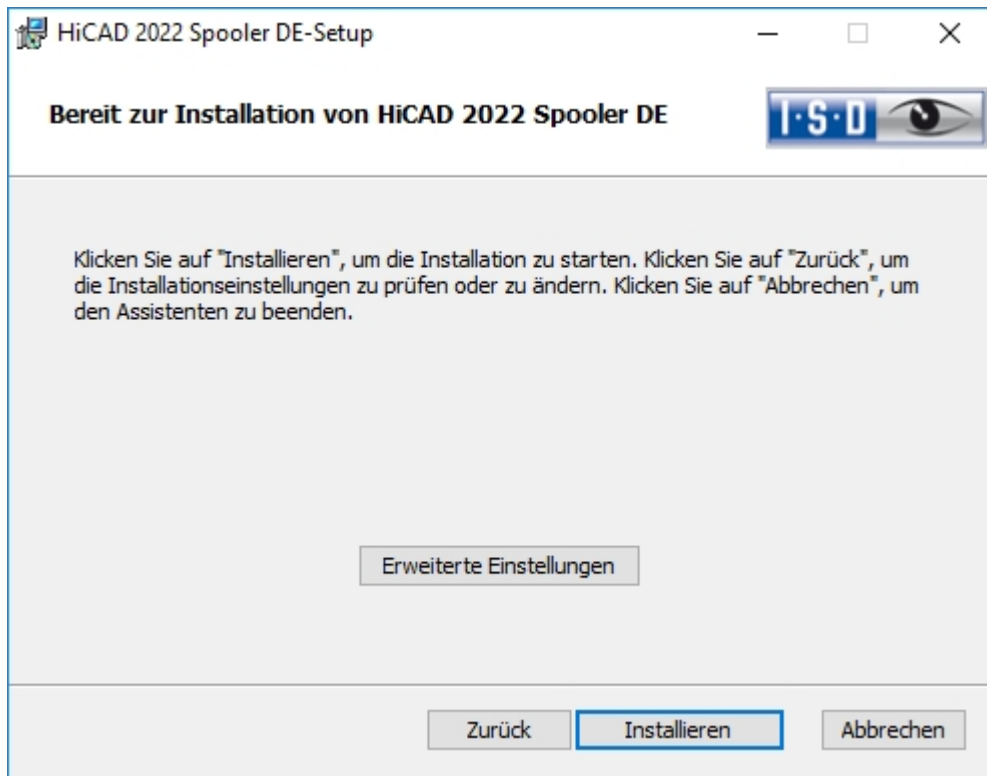 HiCAD 2022 Spooler DE-Setup
Bereit zur Installation von HiCAD 2022 Spooler DE
I·S·D
Klicken Sie auf "Installieren", um die Installation zu starten. Klicken Sie auf "Zurück", um
die Installationseinstellungen zu prüfen oder zu ändern. Klicken Sie auf "Abbrechen", um
den Assistenten zu beenden.
Erweiterte Einstellungen
Zurück
Installieren
Abbrechen